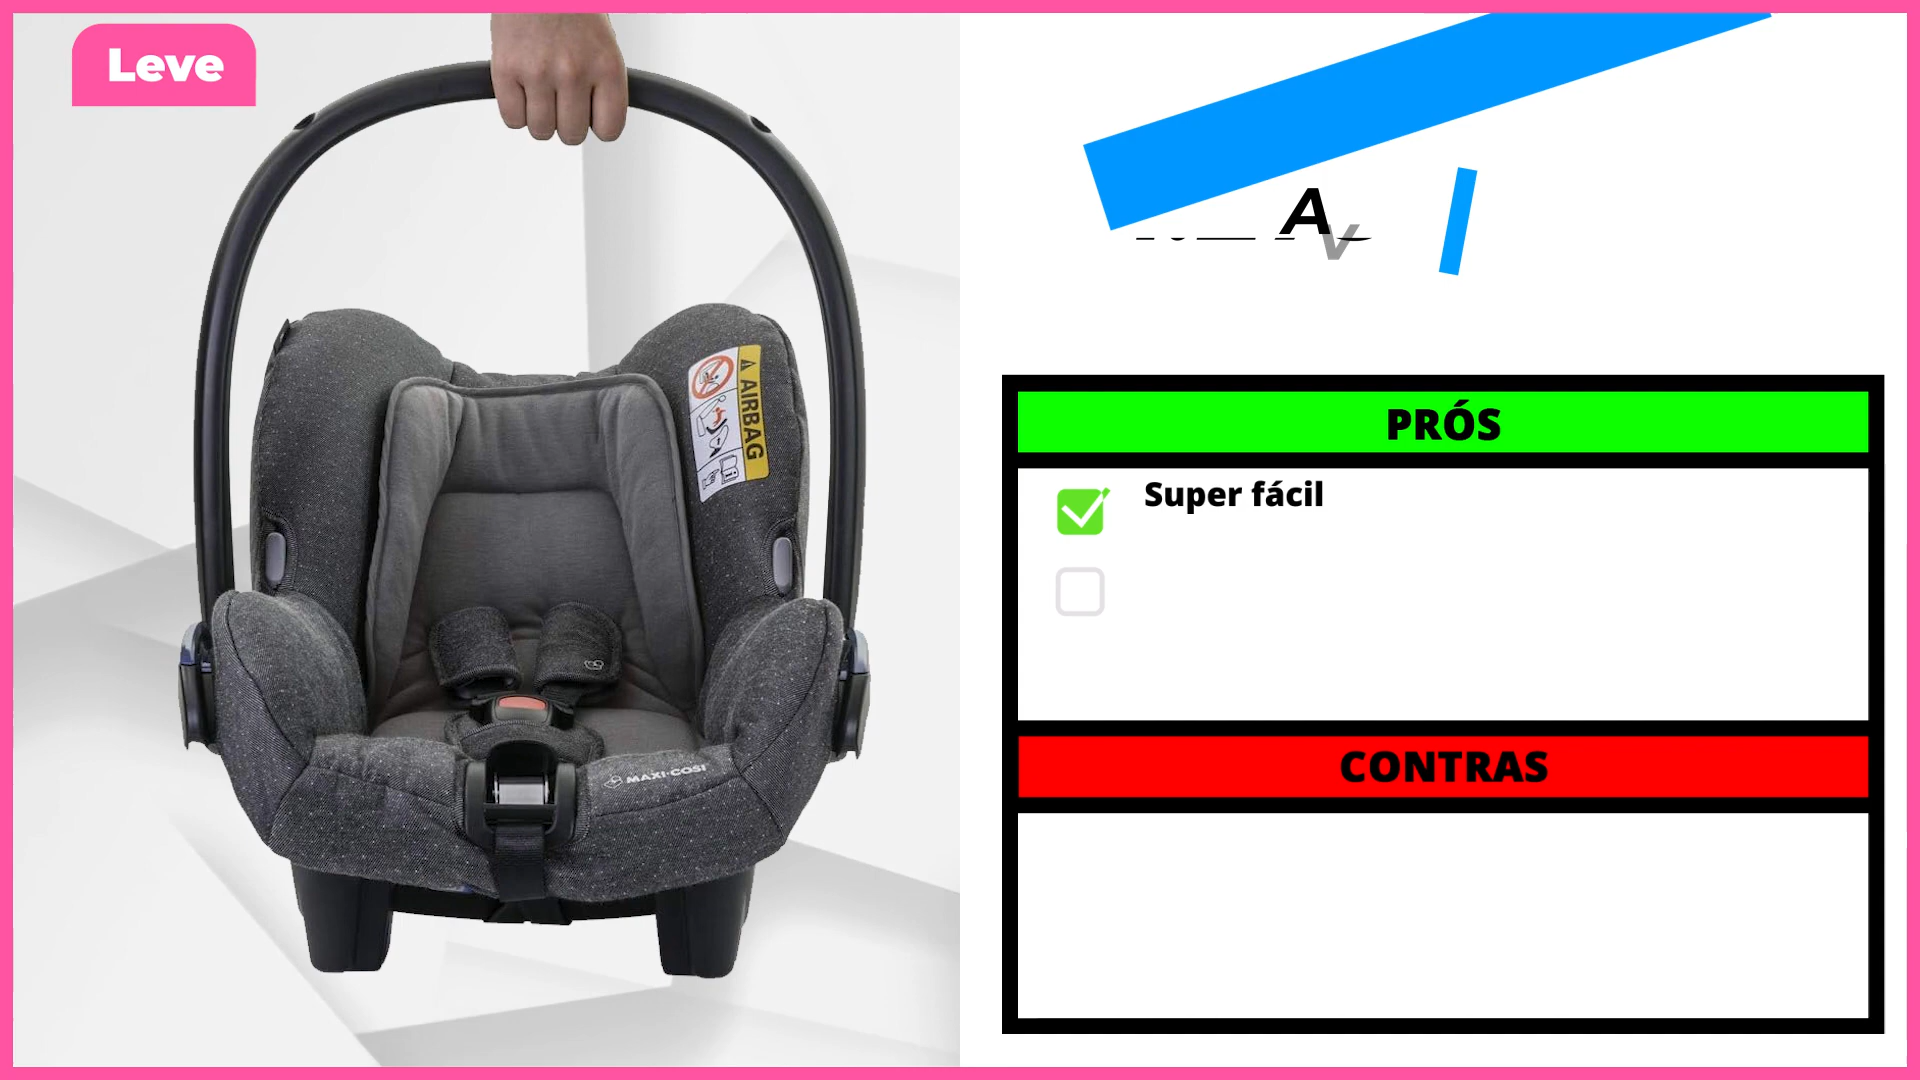 Leve
A
V
AIRBAG
MAXI-COSI
PRÓS
Super fácil
CONTRAS